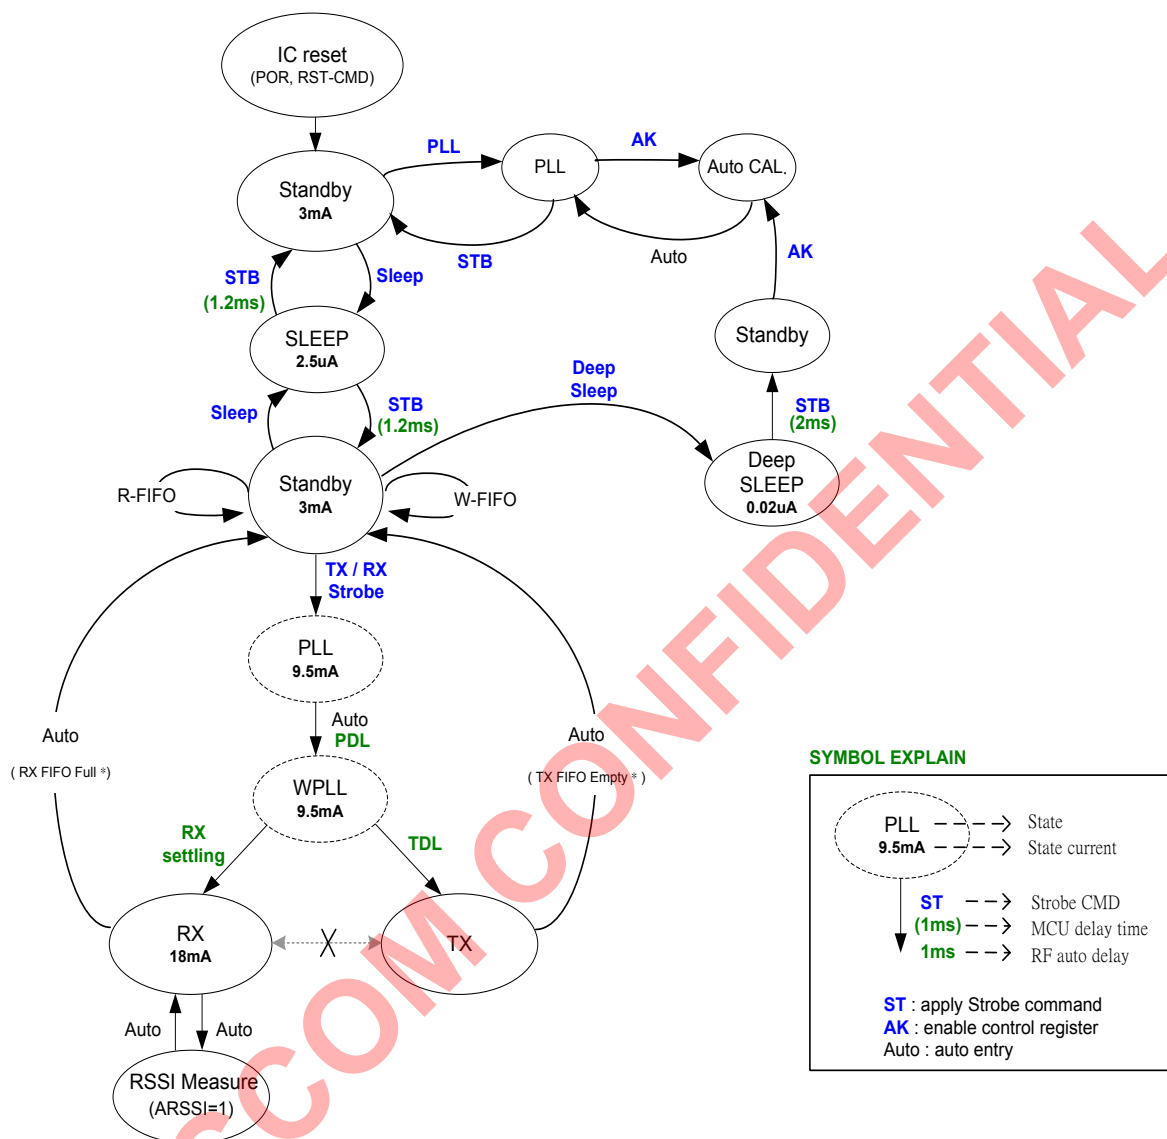 IC reset
(POR, RST-CMD)
PLL
AK
Standby
3mA
PLL
Auto CAL.
STB
(1.2ms)
Sleep
STB
Auto
AK
SLEEP
2.5uA
Standby
Sleep
STB
(1.2ms)
Deep
Sleep
STB
(2ms)
R-FIFO
Standby
3mA
W-FIFO
Deep
SLEEP
0.02uA
TX / RX
Strobe
PLL
9.5mA
Auto
PDL
Auto
( RX FIFO Full *)
Auto
( TX FIFO Empty * )
WPLL
9.5mA
RX
settling
TDL
RX
18mA
X
TX
Auto
Auto
RSSI Measure
(ARSSI=1)
SYMBOL EXPLAIN
PLL
State
9.5mA
State current
ST
Strobe CMD
(1ms)
MCU delay time
1ms
RF auto delay
ST : apply Strobe command
AK : enable control register
Auto : auto entry
COM CONFIDENTIAL